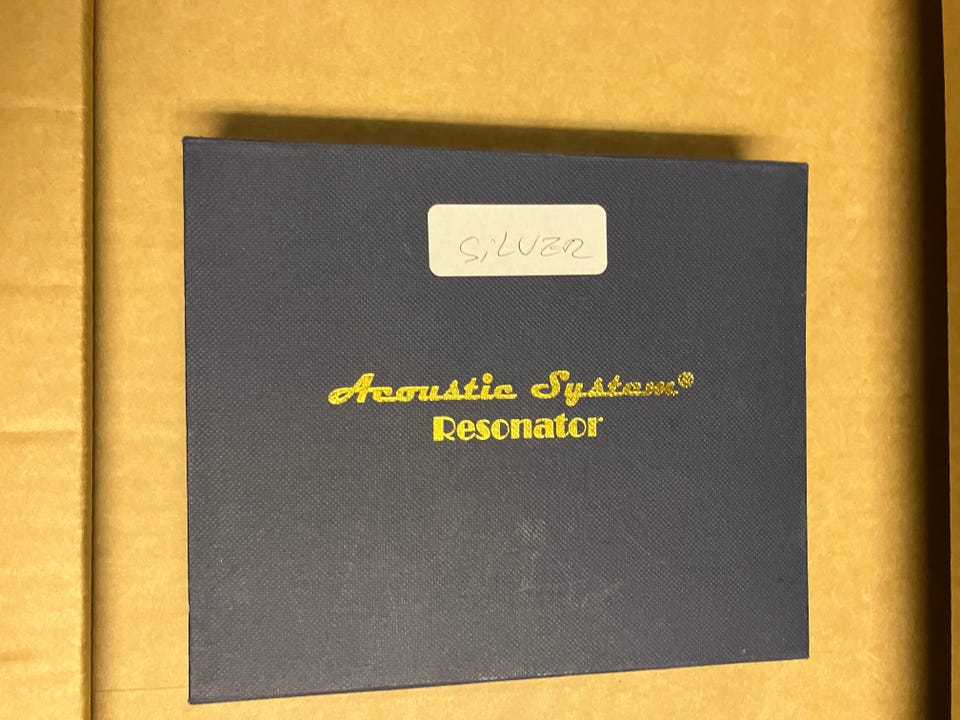 SiLVER
Acoustic System®
Resonator